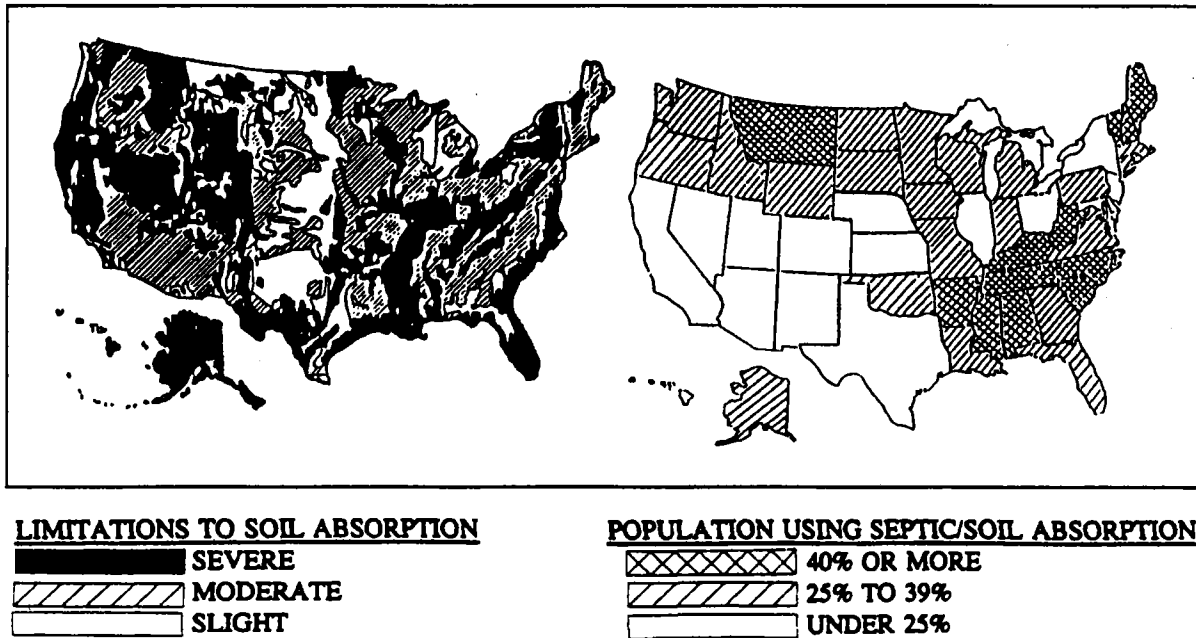 LIMITATIONS TO SOIL ABSORPTION
SEVERE
MODERATE
SLIGHT
POPULATION USING SEPTIC/SOIL ABSORPTION
40% OR MORE
25% TO 39%
UNDER 25%